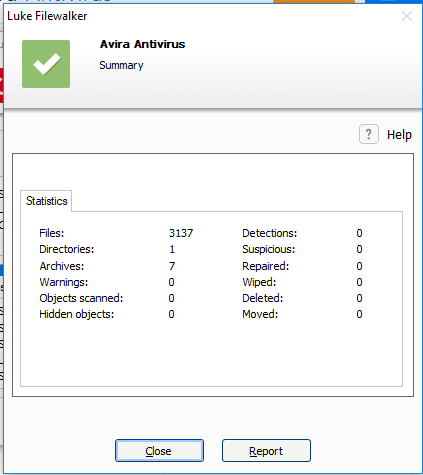 Luke Filewalker
Avira Antivirus
Summary
? Help
Statistics
Files: 3137 Detections: 0
Directories: 1 Suspicious: 0
Archives: 7 Repaired: 0
Warnings: 0 Wiped: 0
Objects scanned: 0 Deleted: 0
Hidden objects: 0 Moved: 0
Close Report